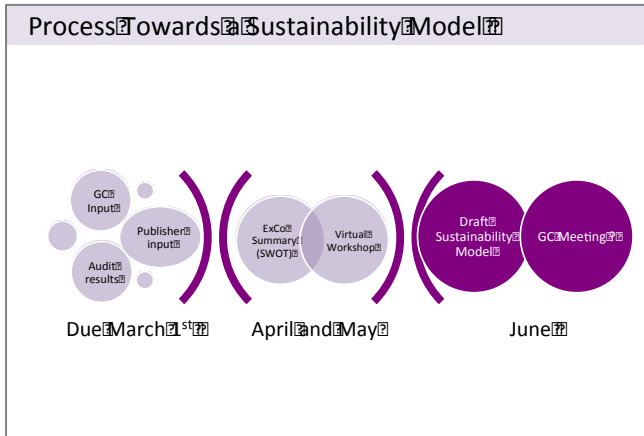 Process Towards a Sustainability Model
GC
Input
Publisher
input
Audit
results
ExCo
Summary
(SWOT)
Virtual
Workshop
Draft
Sustainability
Model
GC Meeting
Due March 1st
April and May
June